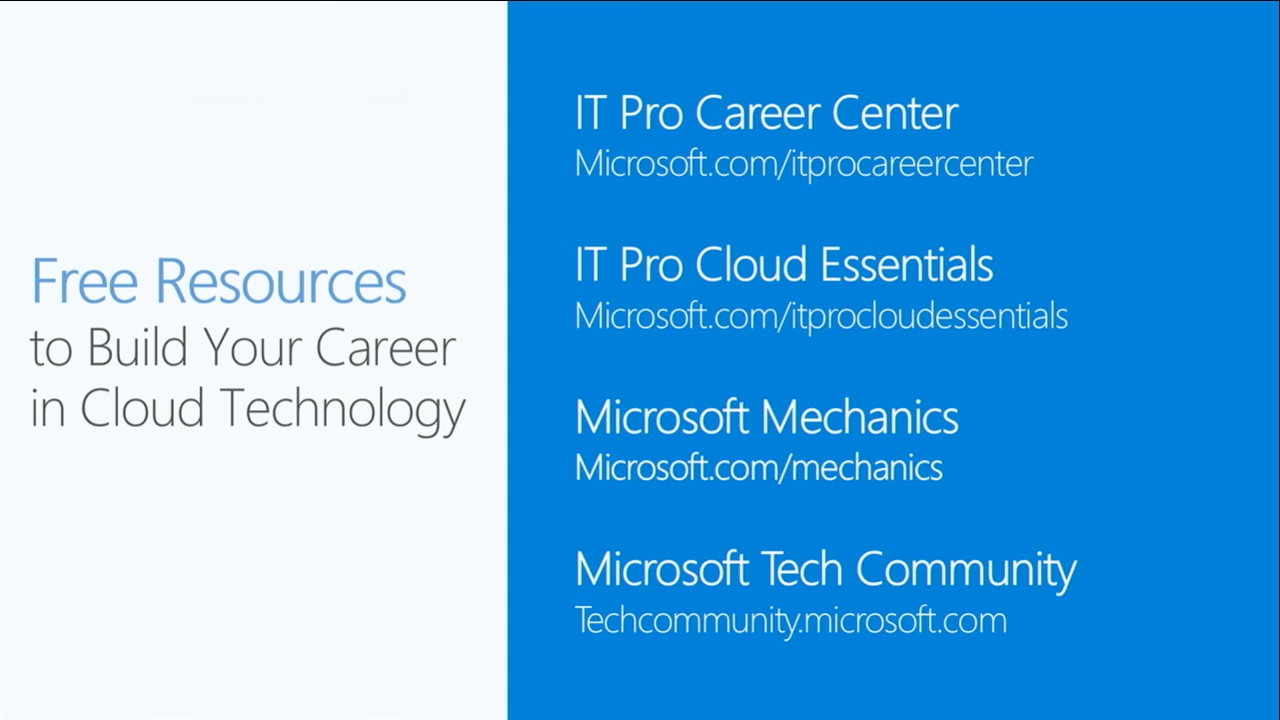 Free Resources
to Build Your Career
in Cloud Technology
IT Pro Career Center
Microsoft.com/itprocareercenter
IT Pro Cloud Essentials
Microsoft.com/itprocloudessentials
Microsoft Mechanics
Microsoft.com/mechanics
Microsoft Tech Community
Techcommunity.microsoft.com